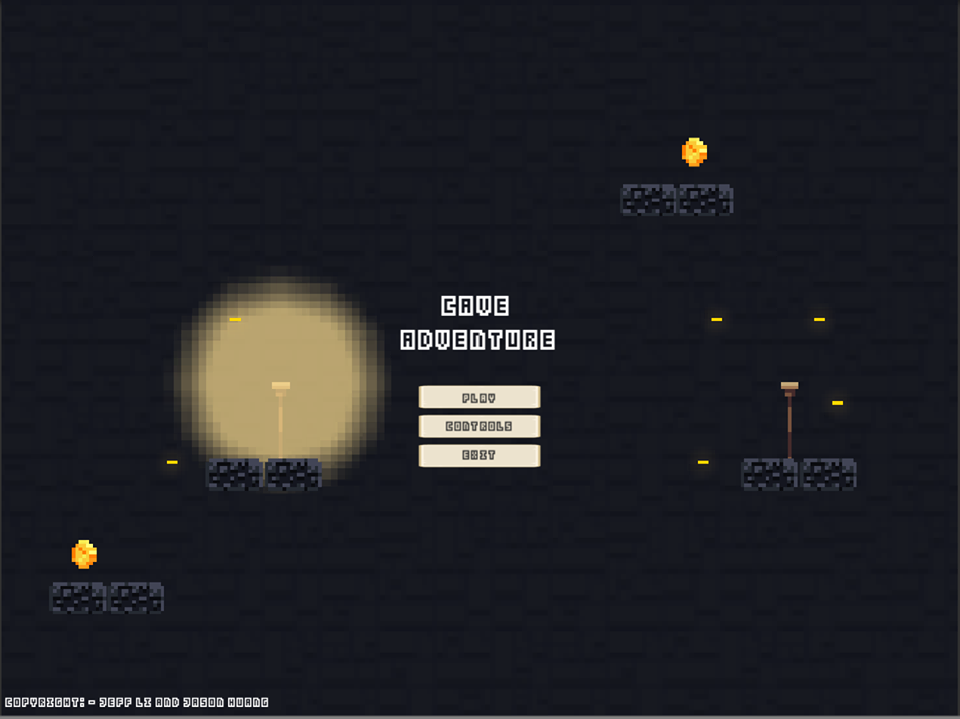 CAVE
ADVENTURE
PLAY
CONTROLS
EXIT
COPYRIGHT: - JEFF LI AND JASON HUANG